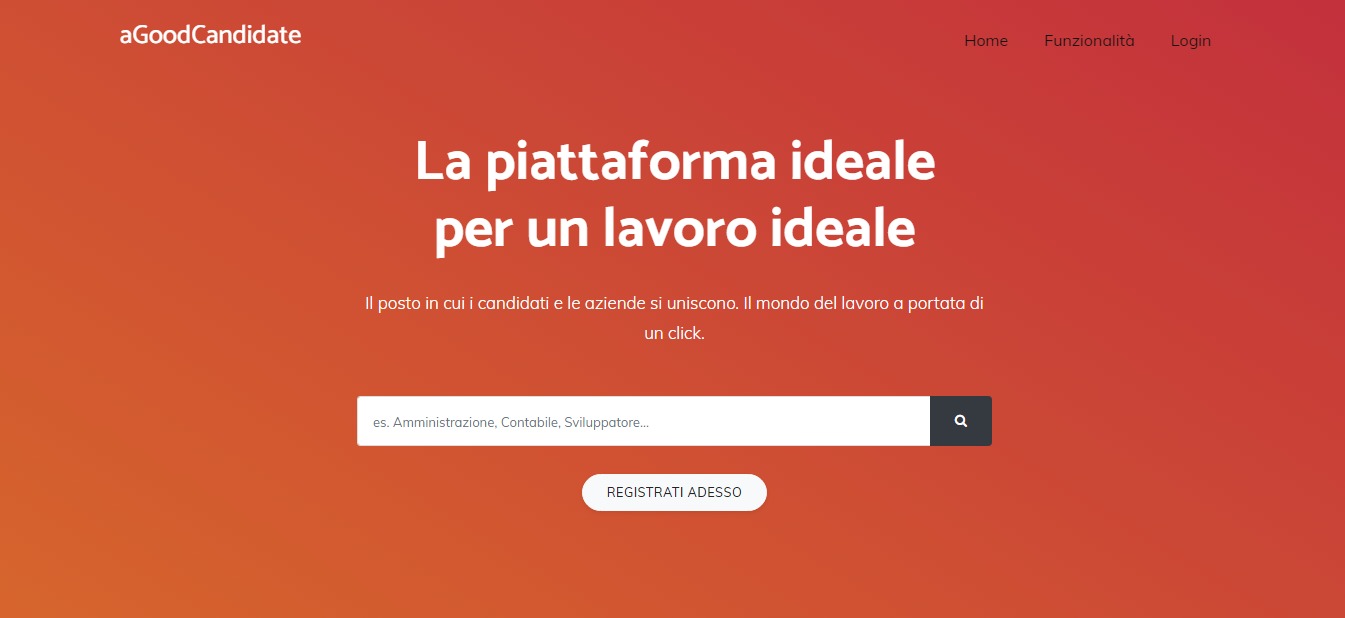 aGoodCandidate
Home Funzionalità Login
La piattaforma ideale
per un lavoro ideale
Il posto in cui i candidati e le aziende si uniscono. Il mondo del lavoro a portata di
un click.
es. Amministrazione, Contabile, Sviluppatore...
REGISTRATI ADESSO